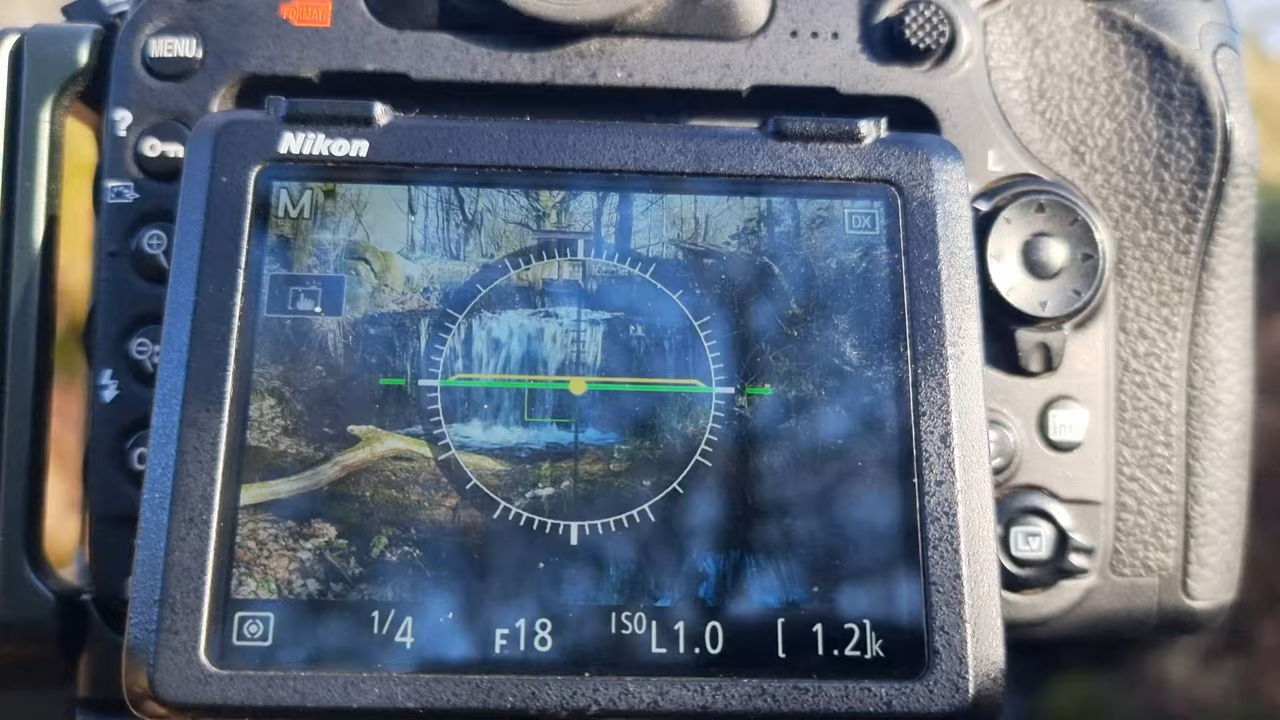 FORMAT
MENU
?
Nikon
L
M
DX
info
Lv
1/4 F18 ISO L1.0 [ 1.2]k